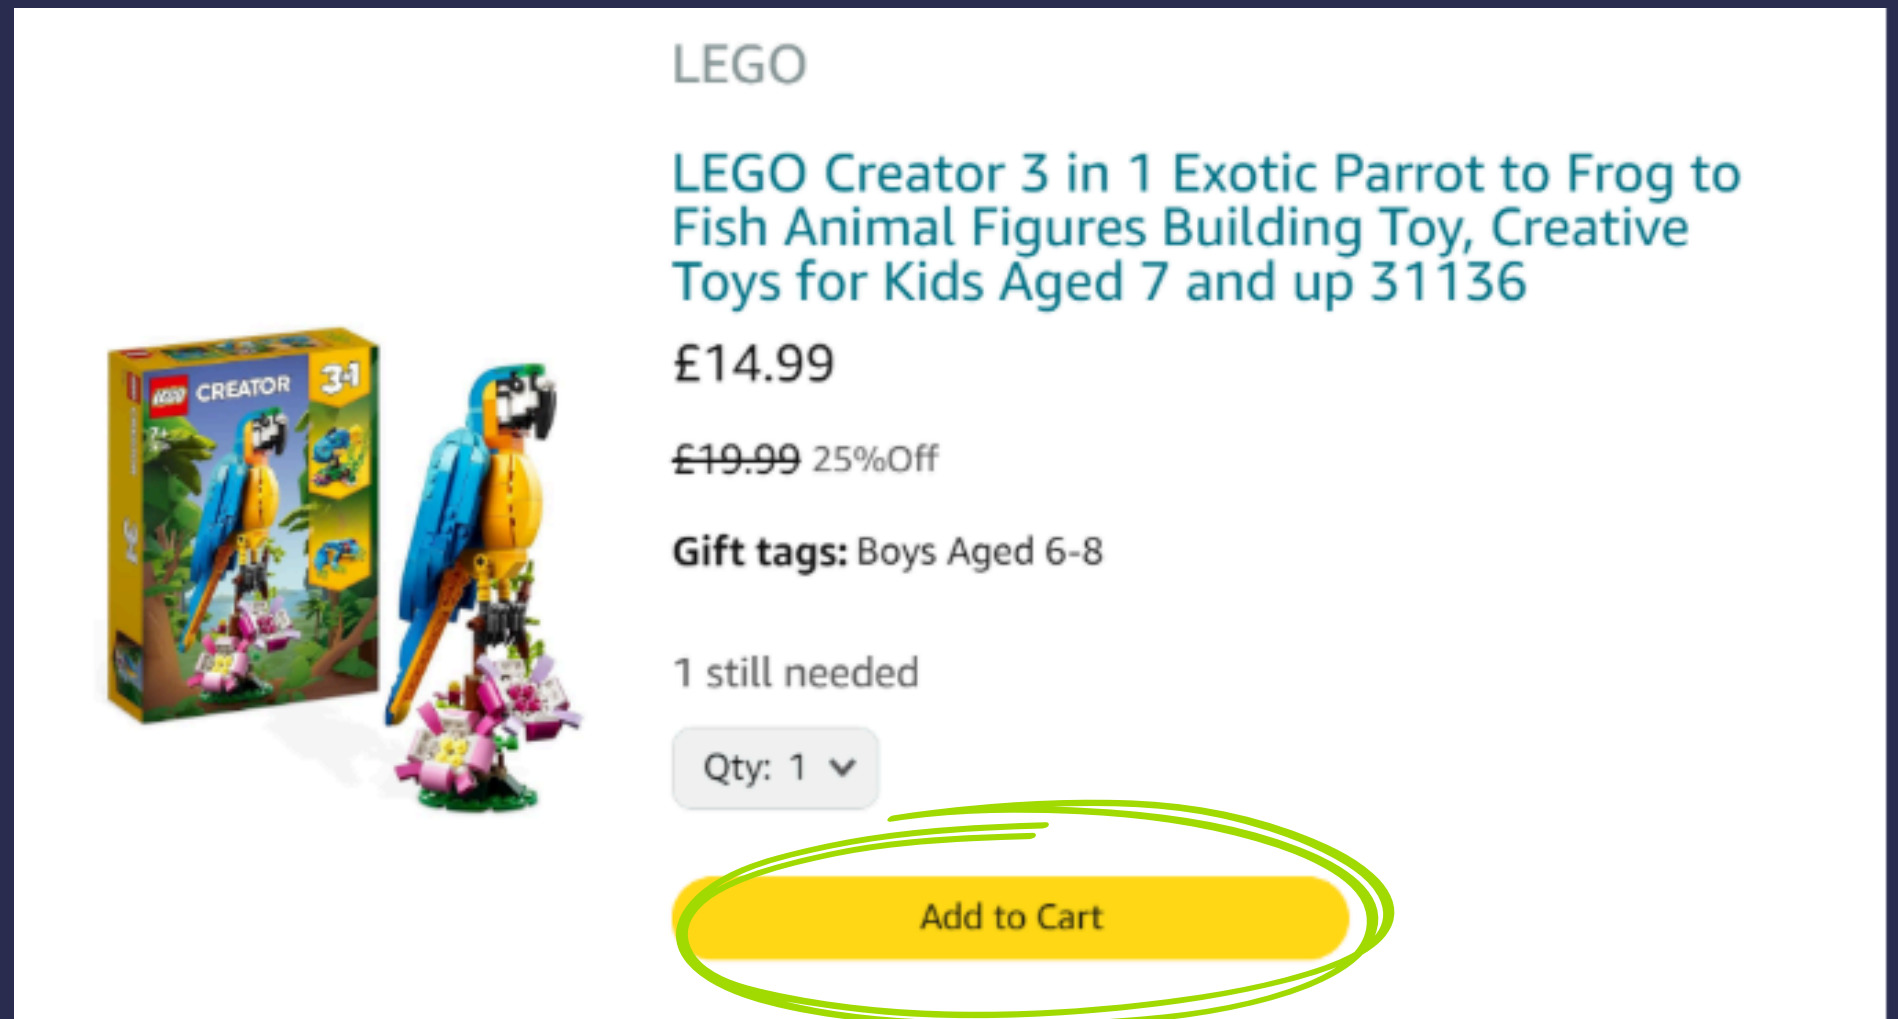 LEGO
LEGO Creator 3 in 1 Exotic Parrot to Frog to
Fish Animal Figures Building Toy, Creative
Toys for Kids Aged 7 and up 31136
£14.99
£19.99 25%Off
Gift tags: Boys Aged 6-8
1 still needed
Qty: 1
Add to Cart
LEGO CREATOR 3in1
7+